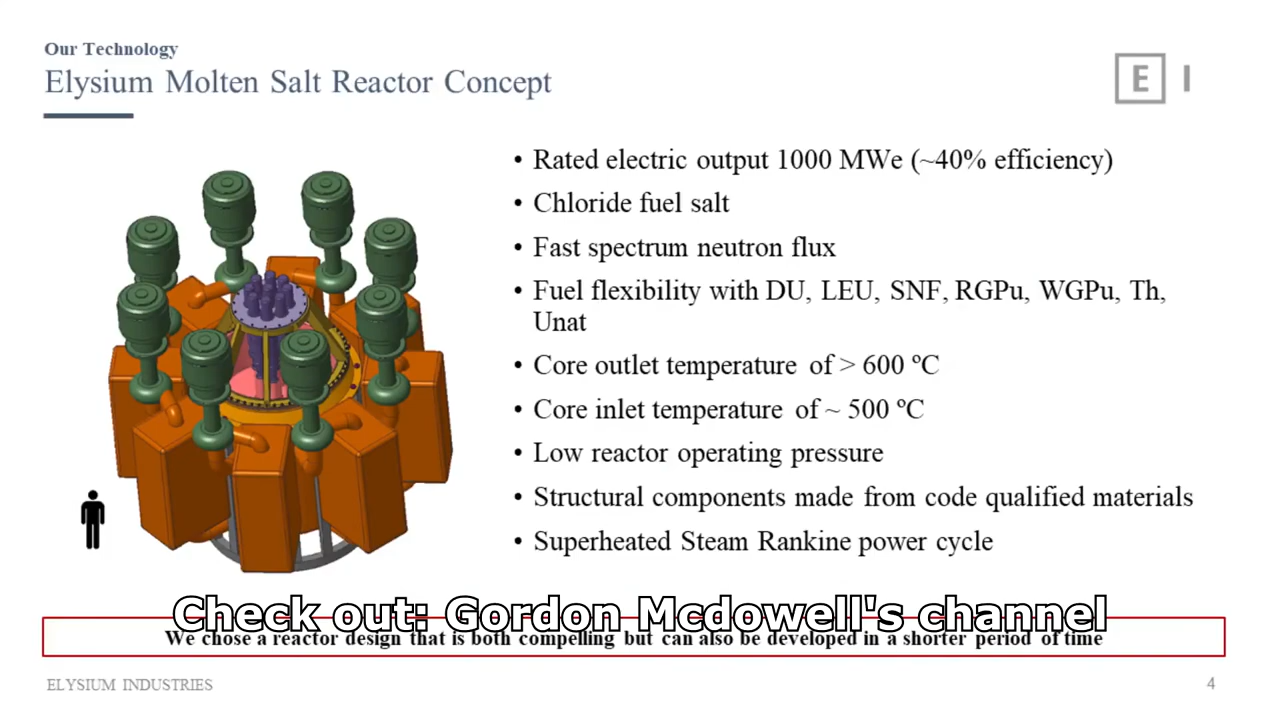 Our Technology
Elysium Molten Salt Reactor Concept
E I
• Rated electric output 1000 MWe (~40% efficiency)
• Chloride fuel salt
• Fast spectrum neutron flux
• Fuel flexibility with DU, LEU, SNF, RGPu, WGPu, Th,
Unat
• Core outlet temperature of > 600 ºC
• Core inlet temperature of ~ 500 ºC
• Low reactor operating pressure
• Structural components made from code qualified materials
• Superheated Steam Rankine power cycle
Check out: Gordon Mcdowell's channel
We chose a reactor design that is both compelling but can also be developed in a shorter period of time
ELYSIUM INDUSTRIES
4